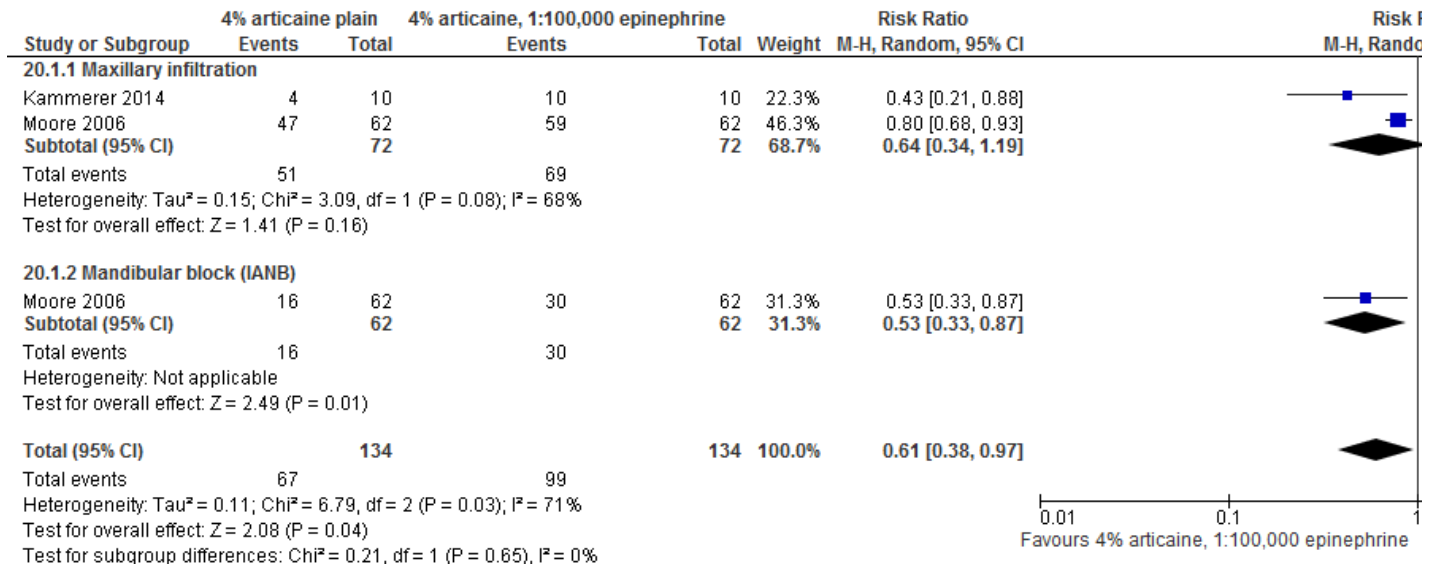 4% articaine plain 4% articaine, 1:100,000 epinephrine Risk Ratio Risk
Study or Subgroup Events Total Events Total Weight M-H, Random, 95% CI M-H,
20.1.1 Maxillary infiltration
Kammerer 2014 4 10 10 10 22.3% 0.43 [0.21, 0.88]
Moore 2006 47 62 59 62 46.3% 0.80 [0.68, 0.93]
Subtotal (95% CI) 72 72 68.7% 0.64 [0.34, 1.19]
Total events 51 69
Heterogeneity: Tau² = 0.15; Chi² = 3.09, df = 1 (P = 0.08); I² = 68%
Test for overall effect: Z = 1.41 (P = 0.16)
20.1.2 Mandibular block (IANB)
Moore 2006 16 62 30 62 31.3% 0.53 [0.33, 0.87]
Subtotal (95% CI) 62 62 31.3% 0.53 [0.33, 0.87]
Total events 16 30
Heterogeneity: Not applicable
Test for overall effect: Z = 2.49 (P = 0.01)
Total (95% CI) 134 134 100.0% 0.61 [0.38, 0.97]
Total events 67 99
Heterogeneity: Tau² = 0.11; Chi² = 6.79, df = 2 (P = 0.03); I² = 71%
Test for overall effect: Z = 2.08 (P = 0.04)
Test for subgroup differences: Chi² = 0.21, df = 1 (P = 0.65), I² = 0%
0.01 0.1 1
Favours 4% articaine, 1:100,000 epinephrine